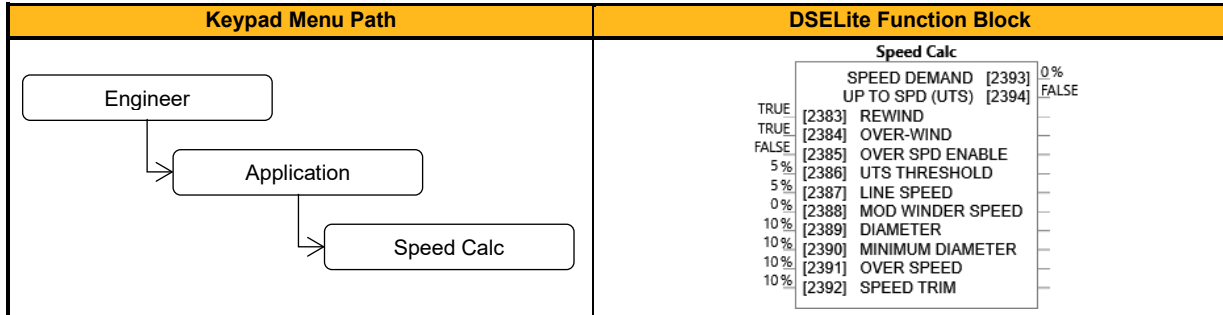 Keypad Menu Path
DSELite Function Block
Engineer
Application
Speed Calc
Speed Calc
SPEED DEMAND [2393] 0 %
UP TO SPD (UTS) [2394] FALSE
TRUE [2383] REWIND
TRUE [2384] OVER-WIND
FALSE [2385] OVER SPD ENABLE
5 % [2386] UTS THRESHOLD
5 % [2387] LINE SPEED
0 % [2388] MOD WINDER SPEED
10 % [2389] DIAMETER
10 % [2390] MINIMUM DIAMETER
10 % [2391] OVER SPEED
10 % [2392] SPEED TRIM